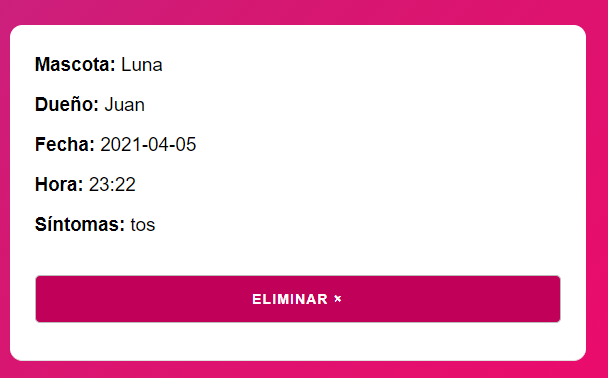 Mascota: Luna
Dueño: Juan
Fecha: 2021-04-05
Hora: 23:22
Síntomas: tos
ELIMINAR ×